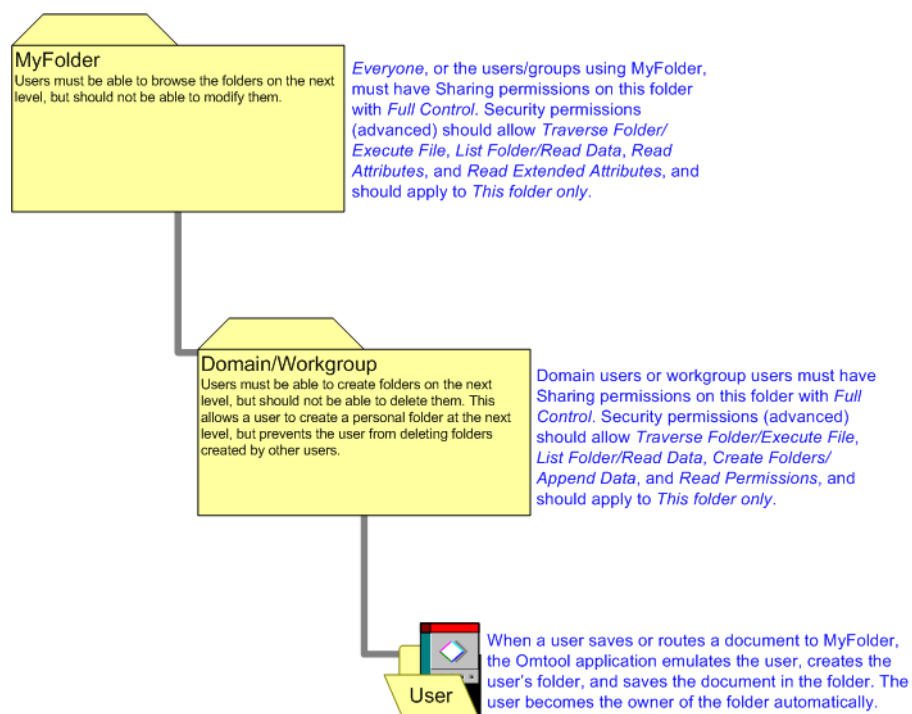 MyFolder
Users must be able to browse the folders on the next
level, but should not be able to modify them.
Everyone, or the users/groups using MyFolder,
must have Sharing permissions on this folder
with Full Control. Security permissions
(advanced) should allow Traverse Folder/
Execute File, List Folder/Read Data, Read
Attributes, and Read Extended Attributes, and
should apply to This folder only.
Domain/Workgroup
Users must be able to create folders on the next
level, but should not be able to delete them. This
allows a user to create a personal folder at the next
level, but prevents the user from deleting folders
created by other users.
Domain users or workgroup users must have
Sharing permissions on this folder with Full
Control. Security permissions (advanced)
should allow Traverse Folder/Execute File,
List Folder/Read Data, Create Folders/
Append Data, and Read Permissions, and
should apply to This folder only.
User
When a user saves or routes a document to MyFolder,
the Omtool application emulates the user, creates the
user's folder, and saves the document in the folder. The
user becomes the owner of the folder automatically.